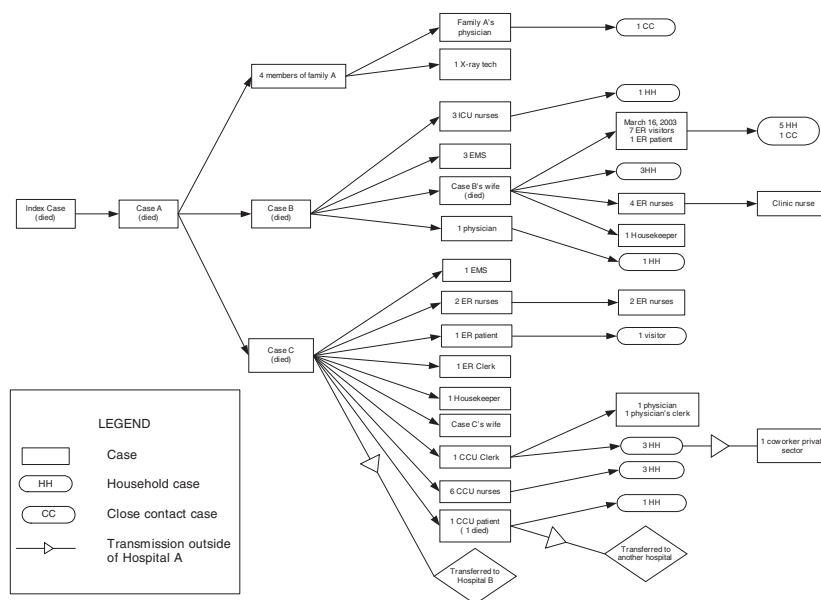 Family A's
physician
1 CC
4 members of family A
1 X-ray tech
1 HH
3 ICU nurses
March 16, 2003
7 ER visitors
1 ER patient
5 HH
1 CC
3 EMS
3HH
Case B's wife
(died)
Index Case
(died)
Case A
(died)
Case B
(died)
4 ER nurses
Clinic nurse
1 physician
1 Housekeeper
1 HH
1 EMS
2 ER nurses
2 ER nurses
1 ER patient
1 visitor
Case C
(died)
1 ER Clerk
1 Housekeeper
Case C's wife
1 physician
1 physician's clerk
1 CCU Clerk
3 HH
1 coworker privat
sector
3 HH
6 CCU nurses
1 HH
1 CCU patient
( 1 died)
Transferred to
another hospital
Transferred to
Hospital B
LEGEND
Case
HH
Household case
CC
Close contact case
Transmission outside
of Hospital A